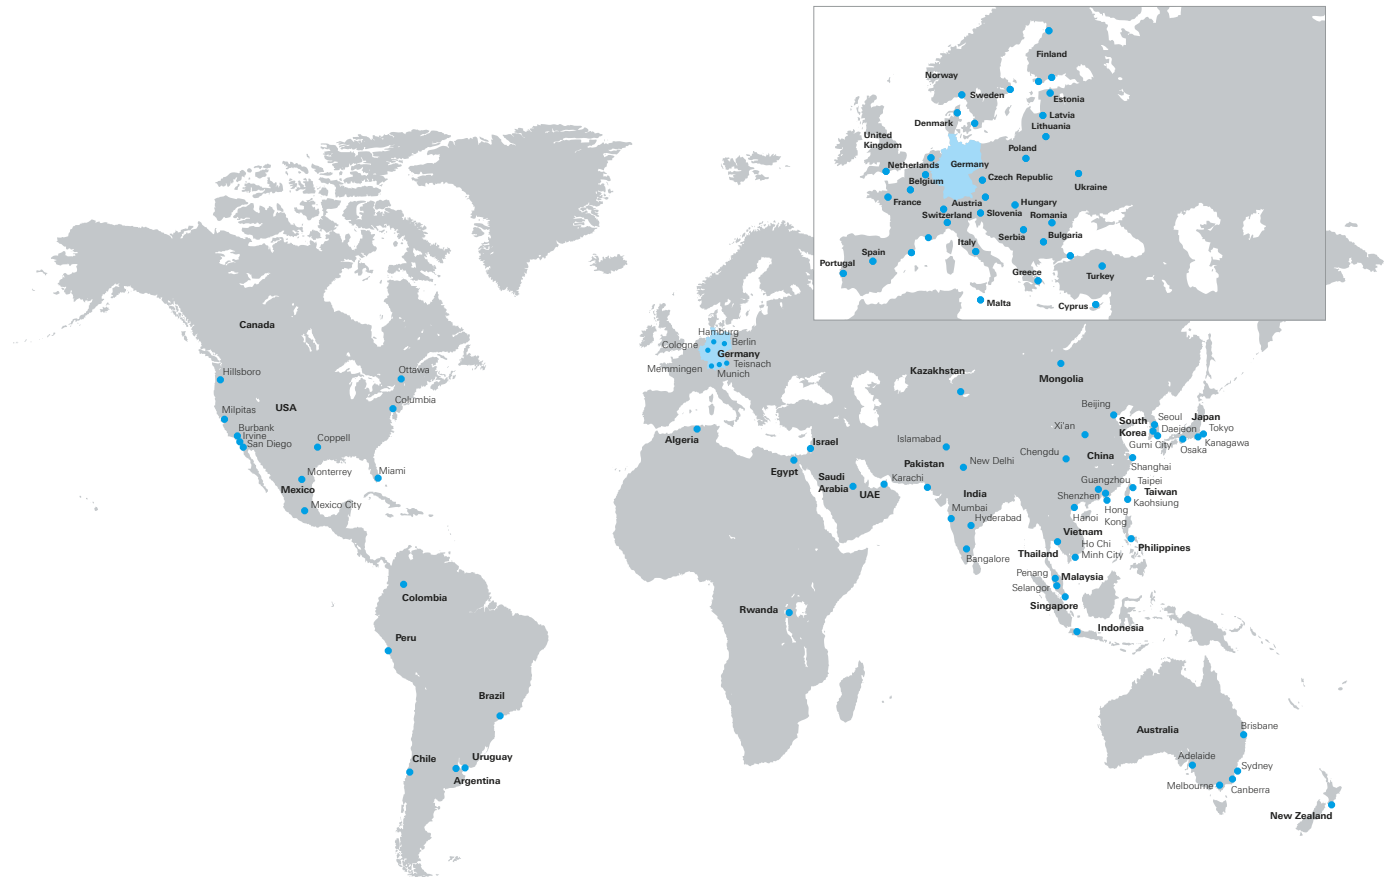 Finland
Norway
Sweden
Estonia
Denmark
Latvia
Lithuania
United
Kingdom
Poland
Netherlands
Germany
Belgium
Czech Republic
Ukraine
France
Austria
Hungary
Switzerland
Slovenia
Romania
Serbia
Bulgaria
Italy
Spain
Portugal
Greece
Turkey
Malta
Cyprus
Canada
Hillsboro
Ottawa
Columbia
Milpitas
USA
Burbank
Irvine
San Diego
Coppell
Monterrey
Miami
Mexico
Mexico City
Colombia
Peru
Brazil
Chile
Uruguay
Argentina
Hamburg
Cologne
Berlin
Germany
Memmingen
Teisnach
Munich
Algeria
Israel
Egypt
Saudi
Arabia
UAE
Rwanda
Kazakhstan
Mongolia
Islamabad
Pakistan
New Delhi
Karachi
India
Mumbai
Hyderabad
Bangalore
Beijing
Xi'an
Chengdu
China
South
Korea
Seoul
Daejeon
Gumi City
Japan
Tokyo
Kanagawa
Osaka
Shanghai
Guangzhou
Shenzhen
Taipei
Taiwan
Kaohsiung
Hong
Kong
Hanoi
Vietnam
Ho Chi
Minh City
Thailand
Philippines
Penang
Malaysia
Selangor
Singapore
Indonesia
Australia
Brisbane
Adelaide
Sydney
Melbourne
Canberra
New Zealand